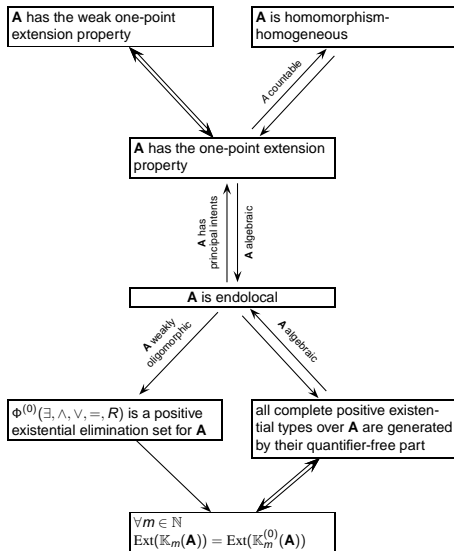 A has the weak one-point
extension property
A is homomorphism-
homogeneous
A countable
A has the one-point extension
property
A has
principal intents
A algebraic
A is endolocal
A weakly
oligomorphic
A algebraic
Φ⁽⁰⁾(∃, ∧, ∨, =, R) is a positive
existential elimination set for A
all complete positive existen-
tial types over A are generated
by their quantifier-free part
∀m ∈ ℕ
Ext(𝕂ₘ(A)) = Ext(𝕂ₘ⁽⁰⁾(A))